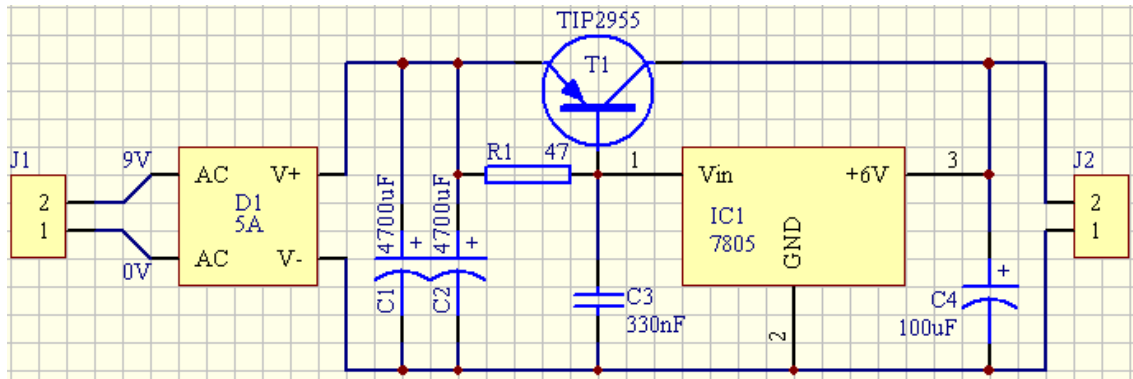 TIP2955
T1
J1
2
1
9V
0V
AC
V+
D1
5A
AC
V-
4700uF
C1
+
4700uF
C2
+
R1
47
C3
330nF
1
Vin
+6V
IC1
7805
GND
2
3
C4
100uF
+
J2
2
1